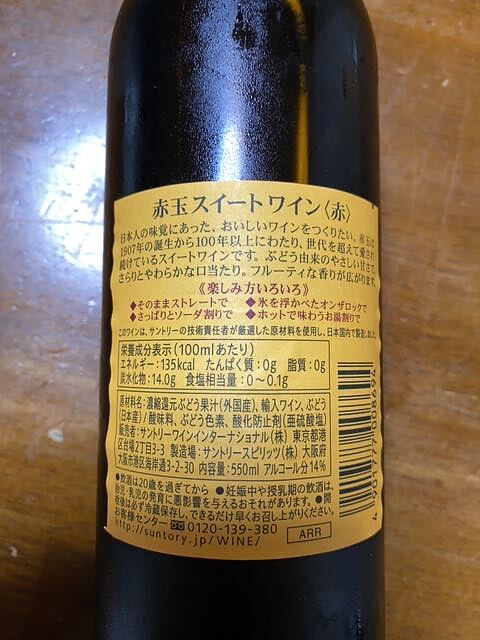 赤玉スイートワイン〈赤〉
日本人の味覚にあった、おいしいワインをつくりたい。赤玉は
1907年の誕生から100年以上にわたり、世代を超えて愛され
続けているスイートワインです。ぶどう由来のやさしい甘さで、
さらりとやわらかな口当たり。フルーティな香りが広がります。
《楽しみ方いろいろ》
◆そのままストレートで ◆氷を浮かべたオンザロックで
◆さっぱりとソーダ割りで ◆ホットで味わうお湯割りで
このワインは、サントリーの技術責任者が厳選した原材料を使用し、日本国内で製造しました。
栄養成分表示(100mlあたり)
エネルギー:135kcal たんぱく質:0g 脂質:0g
炭水化物:14.0g 食塩相当量:0~0.1g
原材料名:濃縮還元ぶどう果汁(外国産)、輸入ワイン、ぶどう
(日本産)/酸味料、ぶどう色素、酸化防止剤(亜硫酸塩)
販売者:サントリーワインインターナショナル(株) 東京都港
区台場2丁目3-3 製造場:サントリースピリッツ(株) 大阪府
大阪市港区海岸通3-2-30 内容量:550ml アルコール分14%
●飲酒は20歳を過ぎてから ●妊娠中や授乳期の飲酒は、
胎児・乳児の発育に悪影響を与えるおそれがあります。●開
栓後は必ず冷蔵保存し、できるだけ早くお召し上がりください。
お客様センター 0120-139-380
http://suntory.jp/WINE/ ARR
4 901777 008694